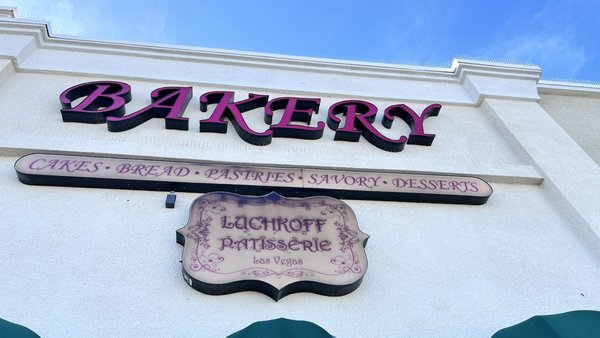 BAKERY
CAKES • BREAD • PASTRIES • SAVORY • DESSERTS
LUCHKOFF
PATISSERIE
Las Vegas